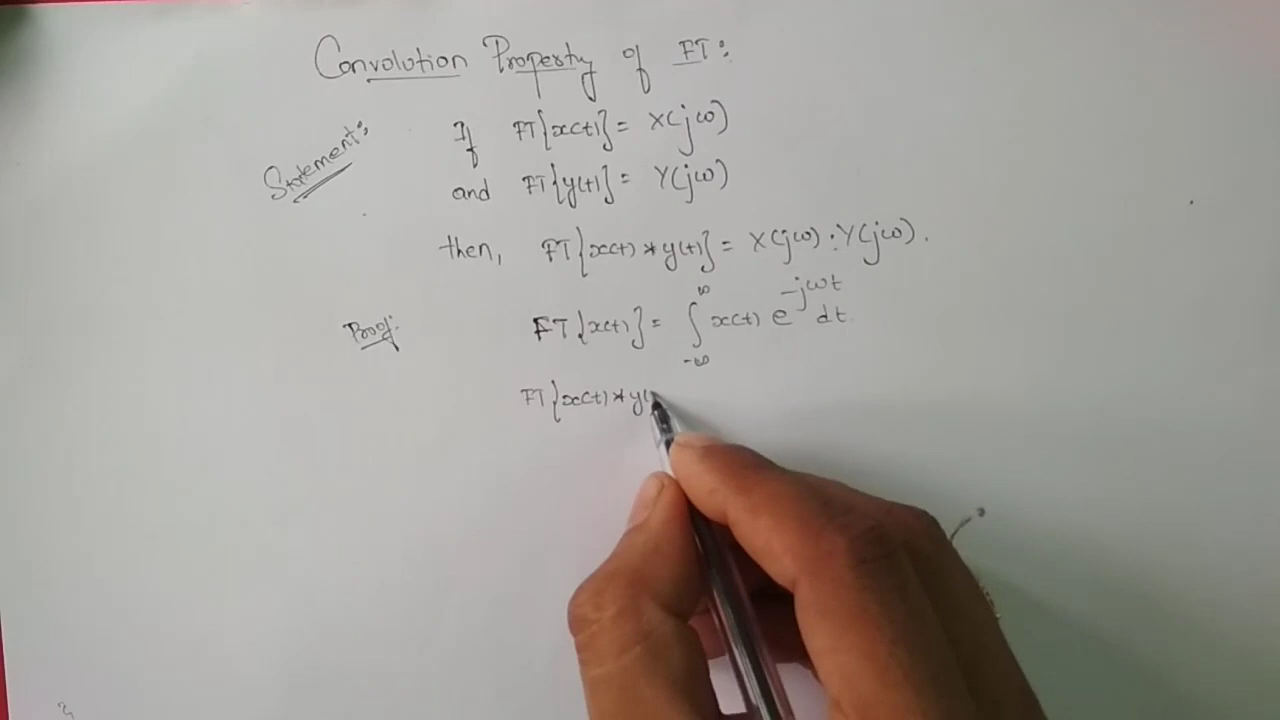 Convolution Property of FT:
Statement: If FT{x(t)} = X(jω)
and FT{y(t)} = Y(jω)
then, FT{x(t) * y(t)} = X(jω) . Y(jω).
Proof: FT{x(t)} = ∫_{-∞}^{∞} x(t) e^{-jωt} dt
FT{x(t) * y(